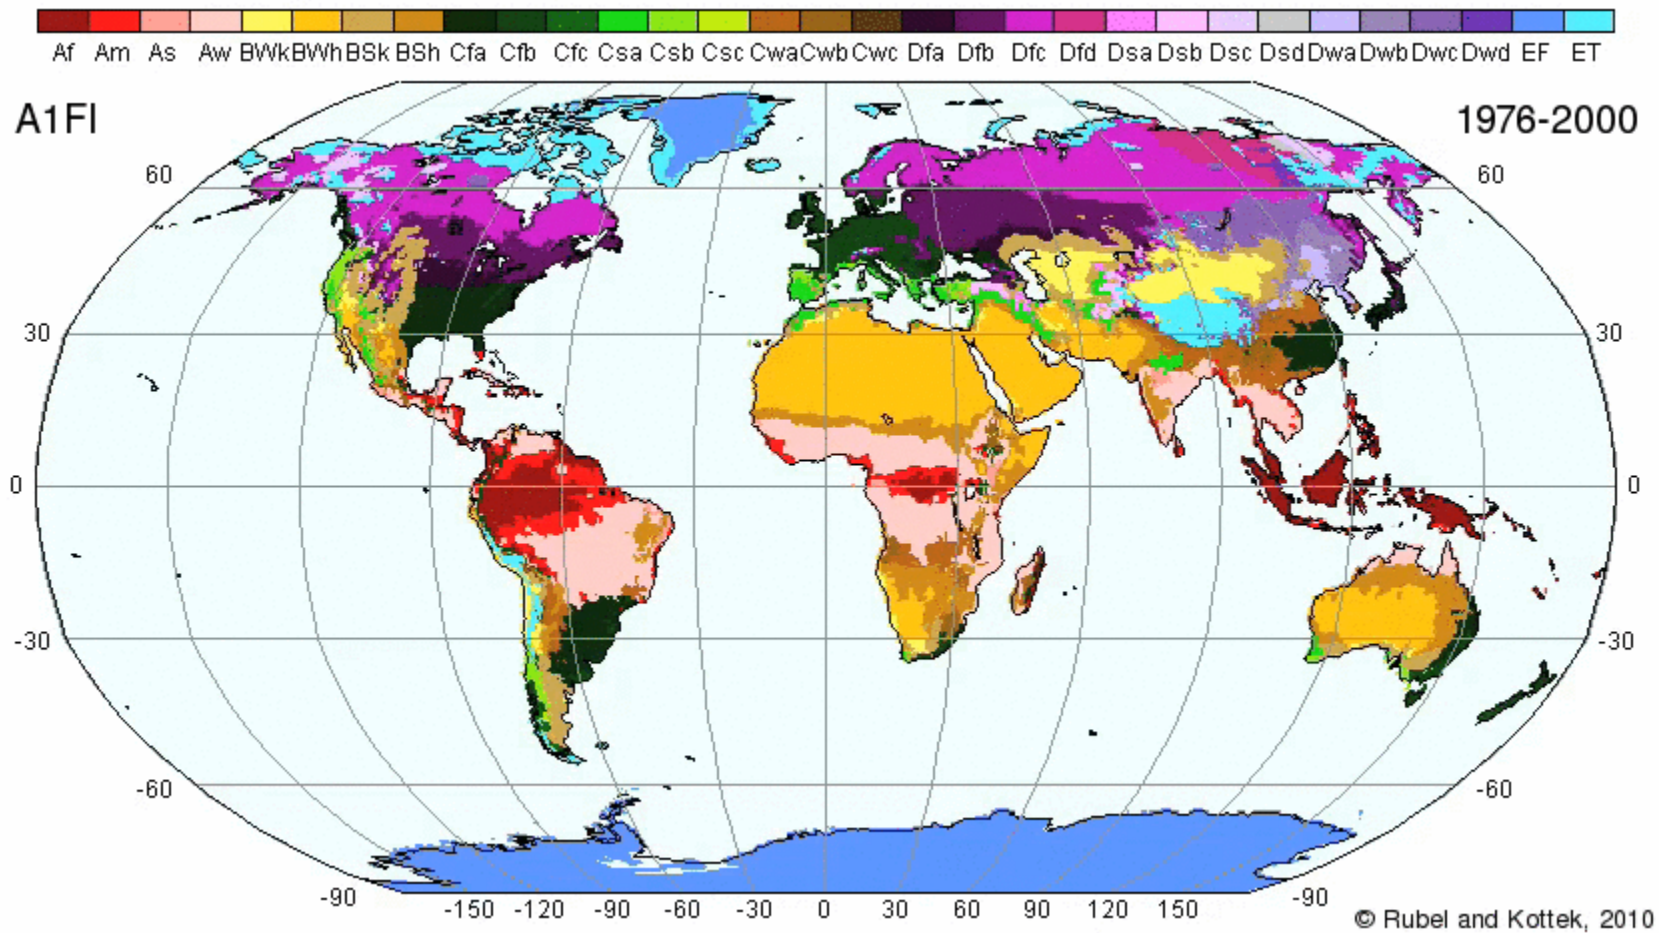 Af Am As Aw BWk BWh BSk BSh Cfa Cfb Cfc Csa Csb Csc Cwa Cwb Cwc Dfa Dfb Dfc Dfd Dsa Dsb Dsc Dsd Dwa Dwb Dwc Dwd EF ET
A1FI 1976-2000
60 60
30 30
0 0
-30 -30
-60 -60
-90 -90
-150 -120 -90 -60 -30 0 30 60 90 120 150
© Rubel and Kottek, 2010